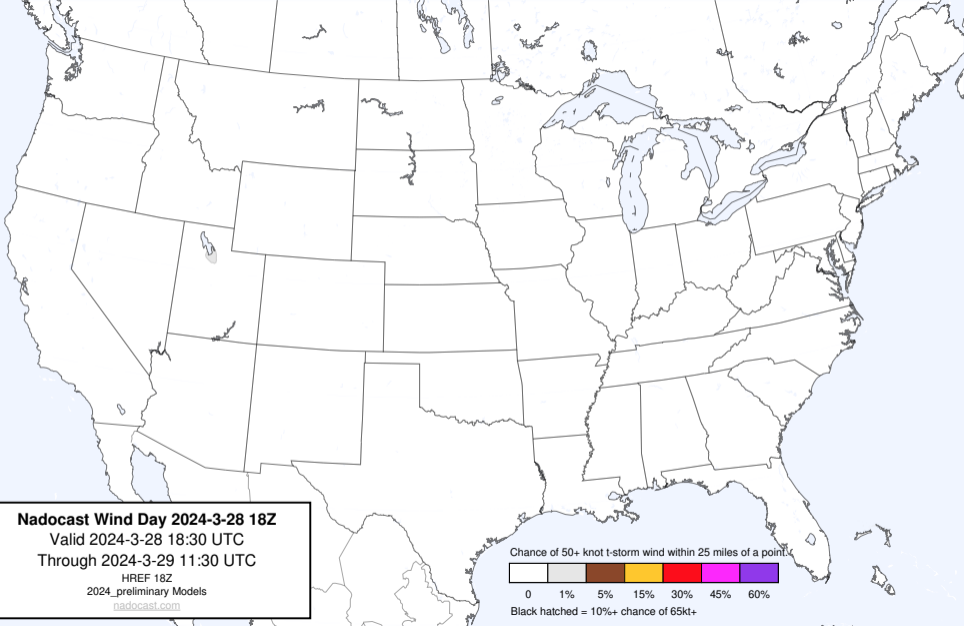 Nadocast Wind Day 2024-3-28 18Z
Valid 2024-3-28 18:30 UTC
Through 2024-3-29 11:30 UTC
HREF 18Z
2024_preliminary Models
nadocast.com
Chance of 50+ knot t-storm wind within 25 miles of a point.
0 1% 5% 15% 30% 45% 60%
Black hatched = 10%+ chance of 65kt+